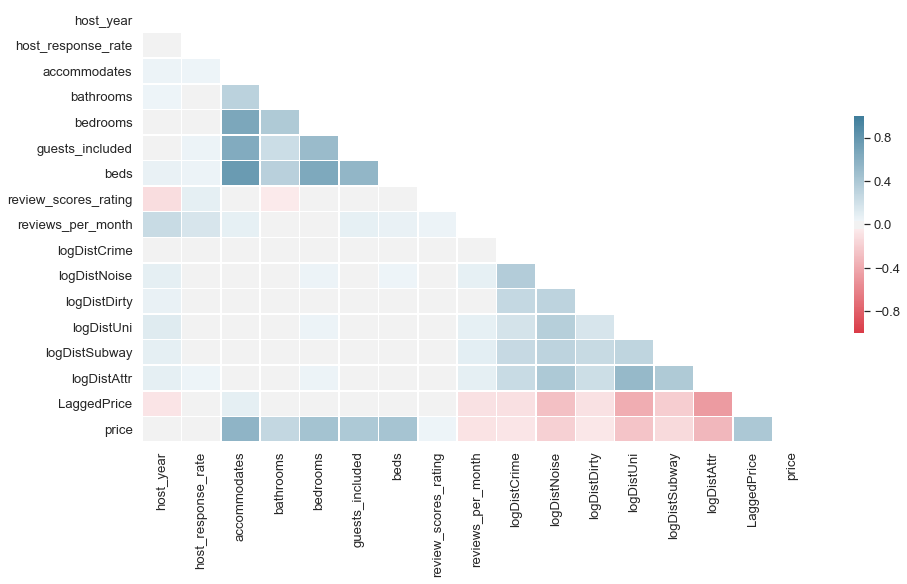 host_year
host_response_rate
accommodates
bathrooms
bedrooms
guests_included
beds
review_scores_rating
reviews_per_month
logDistCrime
logDistNoise
logDistDirty
logDistUni
logDistSubway
logDistAttr
LaggedPrice
price
0.8
0.4
0.0
−0.4
−0.8
host_year
host_response_rate
accommodates
bathrooms
bedrooms
guests_included
beds
review_scores_rating
reviews_per_month
logDistCrime
logDistNoise
logDistDirty
logDistUni
logDistSubway
logDistAttr
LaggedPrice
price